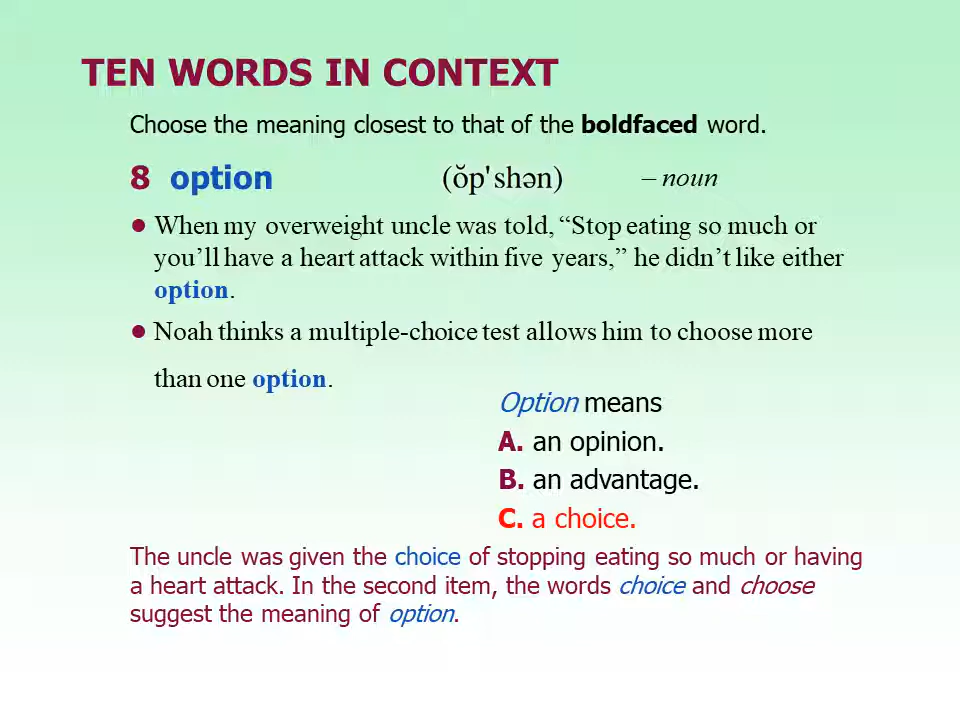 TEN WORDS IN CONTEXT
Choose the meaning closest to that of the boldfaced word.
8 option (ŏp'shən) – noun
● When my overweight uncle was told, “Stop eating so much or
you’ll have a heart attack within five years,” he didn’t like either
option.
● Noah thinks a multiple-choice test allows him to choose more
than one option.
Option means
A. an opinion.
B. an advantage.
C. a choice.
The uncle was given the choice of stopping eating so much or having
a heart attack. In the second item, the words choice and choose
suggest the meaning of option.